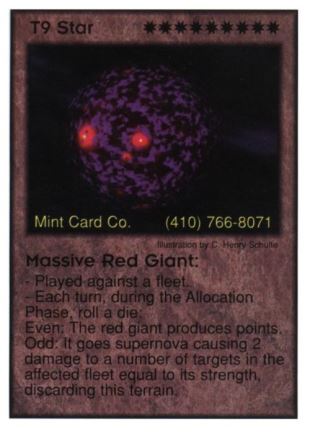 T9 Star
Mint Card Co. (410) 766-8071
Illustration by C. Henry Schulte
Massive Red Giant:
- Played against a fleet.
- Each turn, during the Allocation
Phase, roll a die:
Even: The red giant produces points.
Odd: It goes supernova causing 2
damage to a number of targets in the
affected fleet equal to its strength,
discarding this terrain.